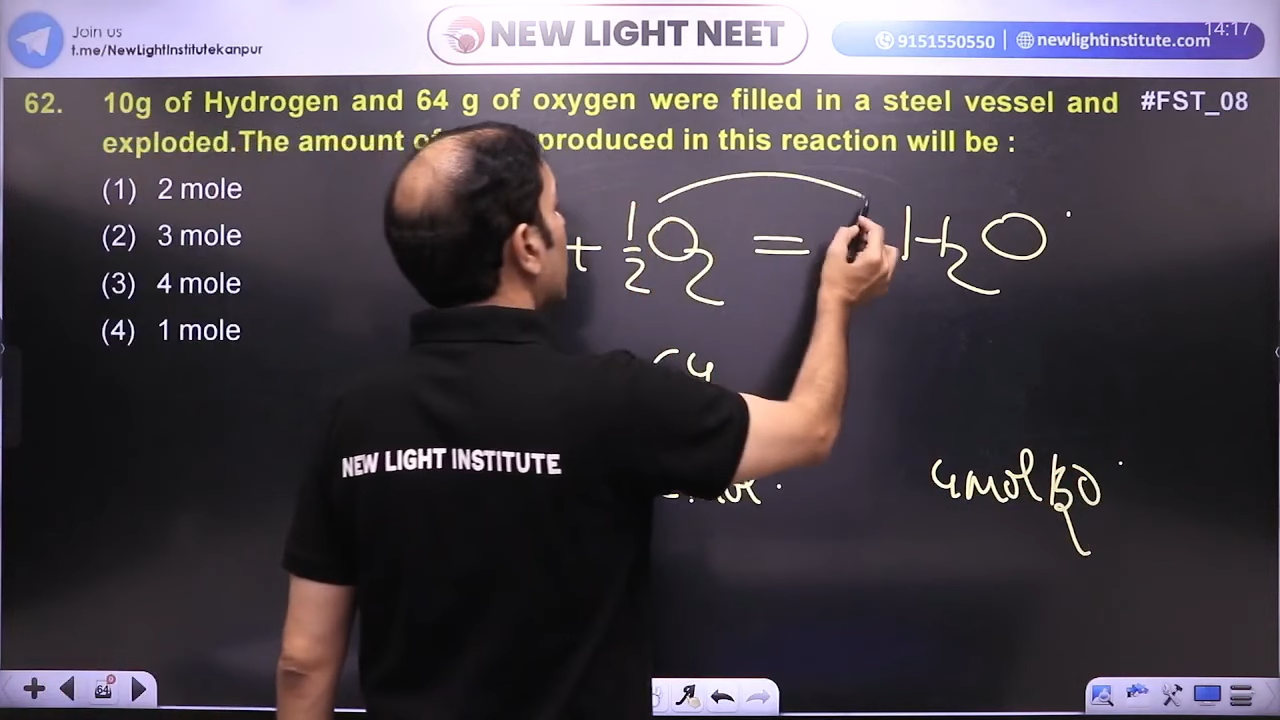 Join us
t.me/NewLightInstitutekanpur
NEW LIGHT NEET
9151550550 | newlightinstitute.com
14:17
62. 10g of Hydrogen and 64 g of oxygen were filled in a steel vessel and #FST_08
exploded.The amount produced in this reaction will be :
(1) 2 mole
(2) 3 mole
(3) 4 mole
(4) 1 mole
+ 1/2 O2 = H2O
64
mol
4 mol H2O
NEW LIGHT INSTITUTE
64